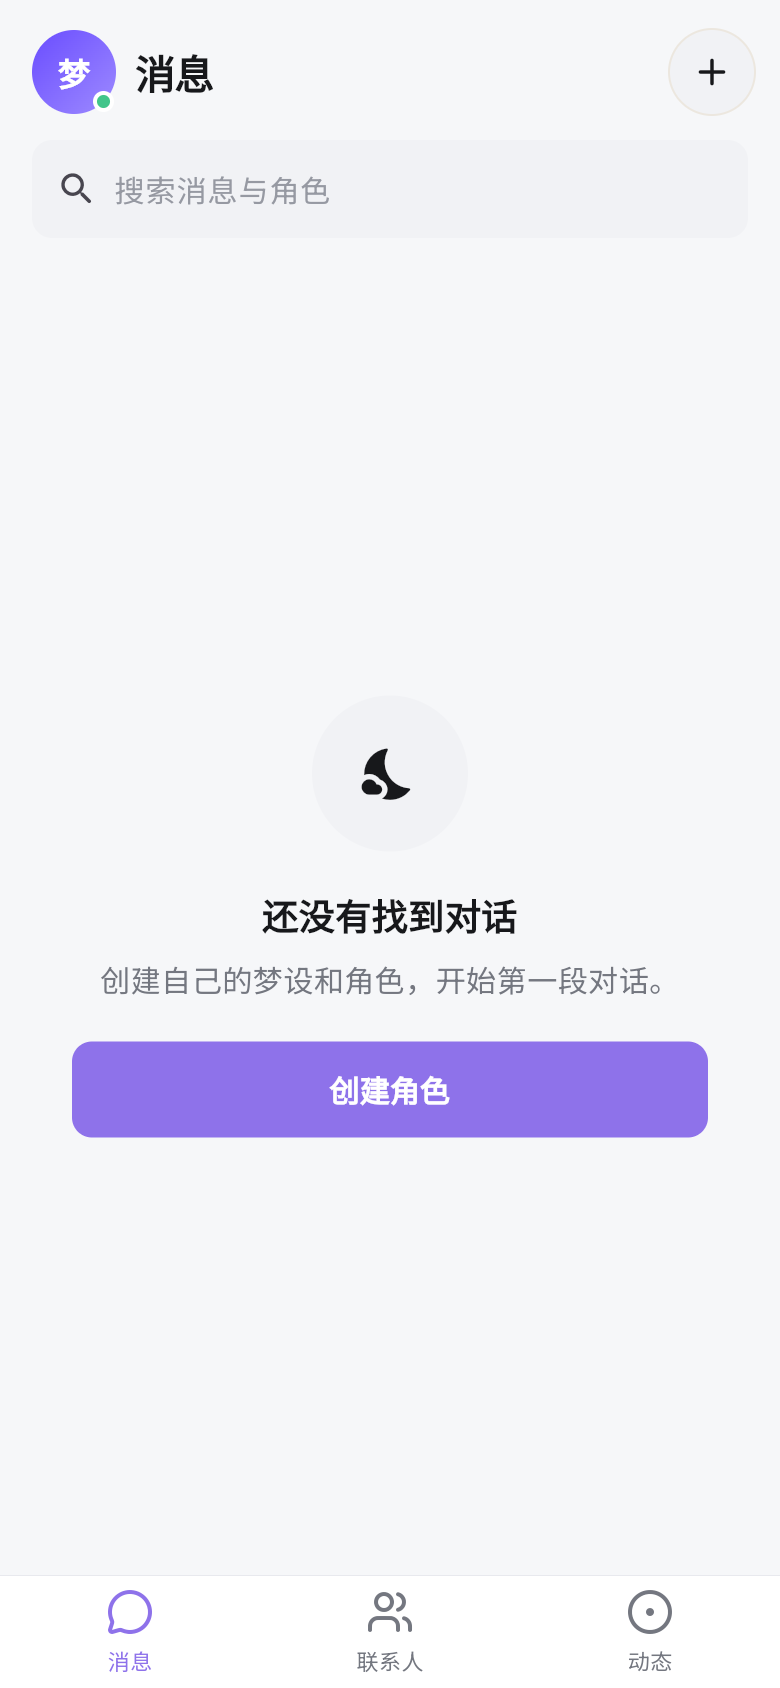 梦
消息
搜索消息与角色
还没有找到对话
创建自己的梦设和角色，开始第一段对话。
创建角色
消息
联系人
动态